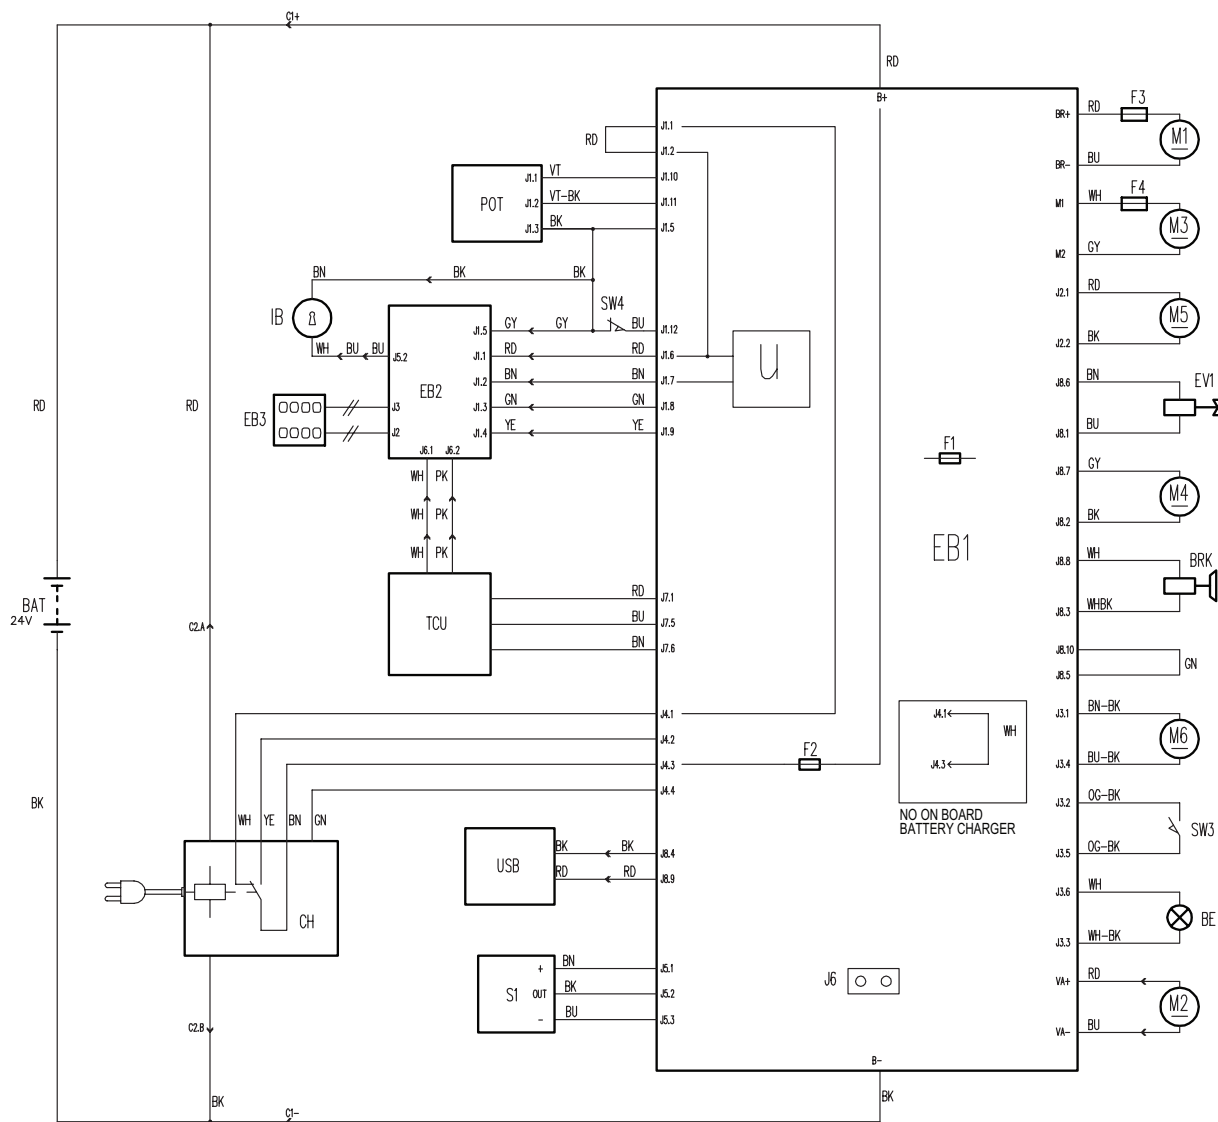 C1+
RD
B+
BR+ RD F3
M1
BR- BU
M1 WH F4
M3
M2 GY
J2.1 RD
M5
J2.2 BK
J8.6 BN
EV1
J8.1 BU
J8.7 GY
M4
J8.2 BK
J8.8 WH
BRK
J8.3 WHBK
J8.10
GN
J8.5
J3.1 BN-BK
M6
J3.4 BU-BK
J3.2 OG-BK
SW3
J3.5 OG-BK
J3.6 WH
BE
J3.3 WH-BK
VA+ RD
M2
VA- BU
J1.1
RD
J1.2
POT
J1.1 VT J1.10
J1.2 VT-BK J1.11
J1.3 BK J1.5
BN BK BK
IB
SW4
J1.5 GY GY BU J1.12
WH BU BU J5.2
J1.1 RD RD J1.6
U
J1.2 BN BN J1.7
EB2
EB3
J3
J1.3 GN GN J1.8
J2
J1.4 YE YE J1.9
J6.1 J6.2
WH PK
WH PK
WH PK
F1
EB1
RD RD
BAT
24V
TCU
RD J7.1
BU J7.5
BN J7.6
C2.A
J4.1
J4.2
J4.3
J4.4
F2
J4.1
WH
J4.3
NO ON BOARD
BATTERY CHARGER
BK
WH YE BN GN
CH
USB
BK BK J8.4
RD RD J8.9
S1
+ BN J5.1
OUT BK J5.2
- BU J5.3
J6
C2.B
B-
BK
BK
C1-